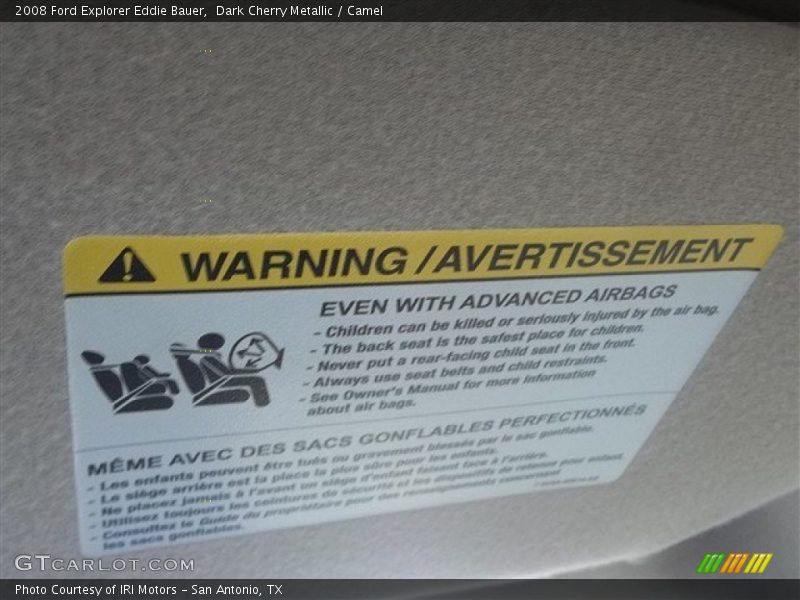 2008 Ford Explorer Eddie Bauer, Dark Cherry Metallic / Camel
WARNING / AVERTISSEMENT
EVEN WITH ADVANCED AIRBAGS
- Children can be killed or seriously injured by the air bag.
- The back seat is the safest place for children.
- Never put a rear-facing child seat in the front.
- Always use seat belts and child restraints.
- See Owner's Manual for more information
about air bags.
MÊME AVEC DES SACS GONFLABLES PERFECTIONNÉS
- Les enfants peuvent être tués ou gravement blessés par le sac gonflable.
- Le siège arrière est la place la plus sûre pour les enfants.
- Ne placez jamais à l'avant un siège d'enfant faisant face à l'arrière.
- Utilisez toujours les ceintures de sécurité et les dispositifs de retenue pour enfant.
- Consultez le Guide du propriétaire pour des renseignements concernant
les sacs gonflables.
GTCARLOT.COM
Photo Courtesy of IRI Motors – San Antonio, TX